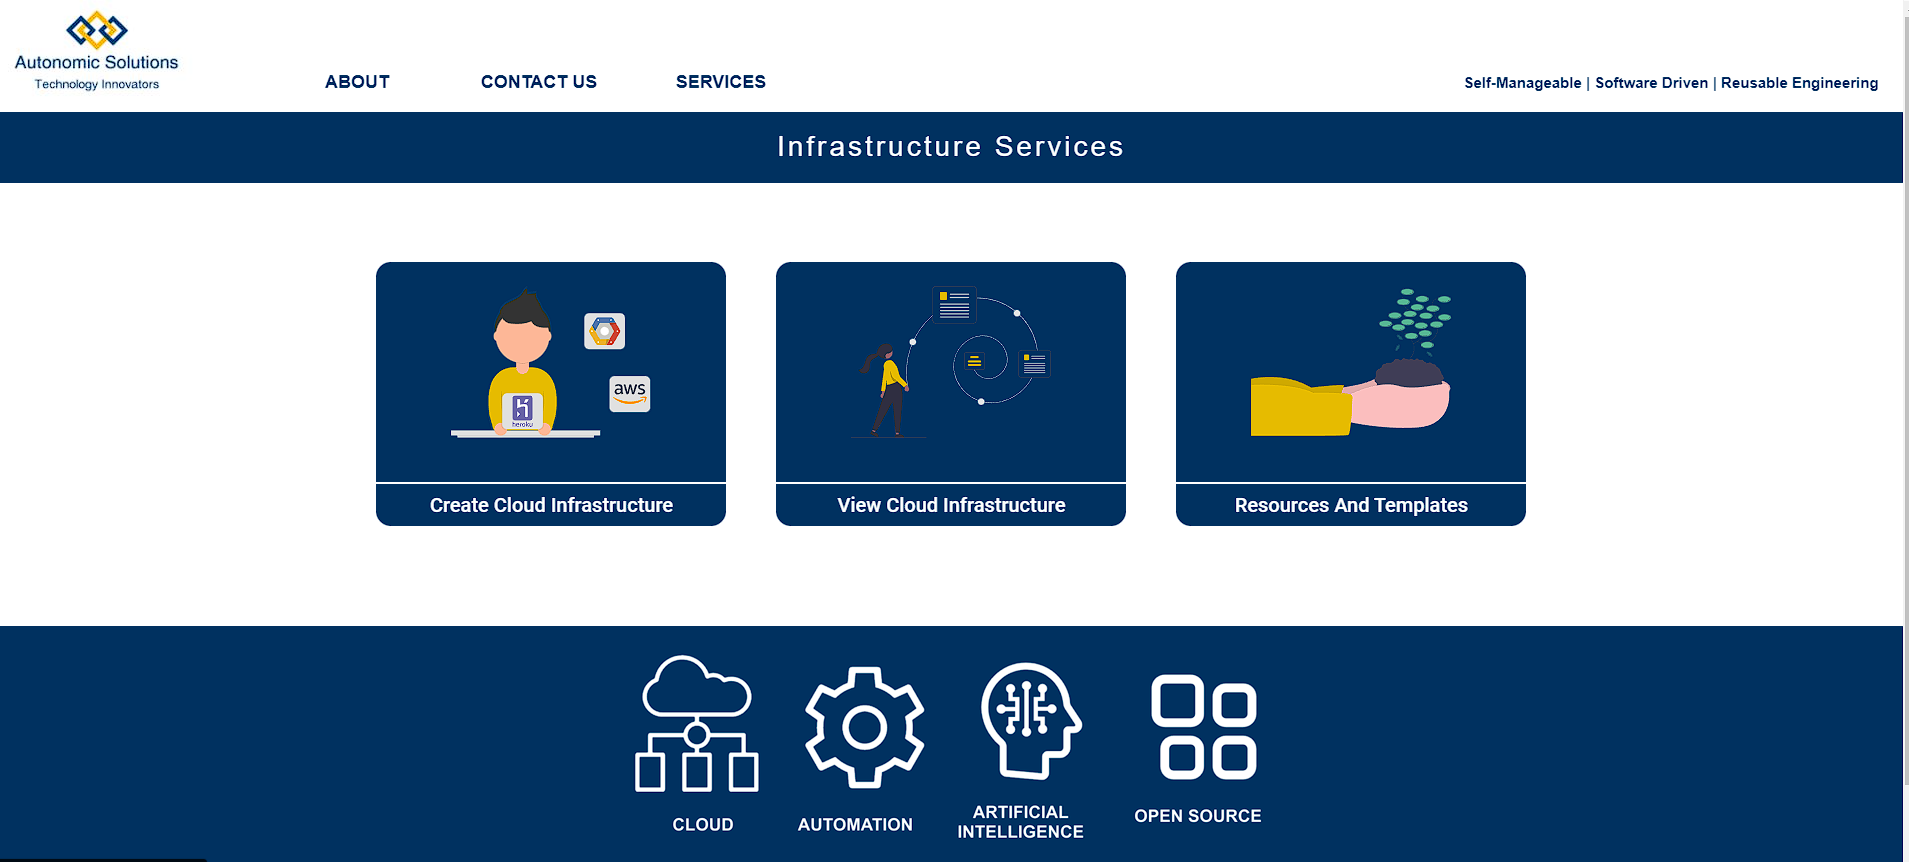 Autonomic Solutions
Technology Innovators
ABOUT CONTACT US SERVICES
Self-Manageable | Software Driven | Reusable Engineering
Infrastructure Services
aws
heroku
Create Cloud Infrastructure
View Cloud Infrastructure
Resources And Templates
CLOUD
AUTOMATION
ARTIFICIAL
INTELLIGENCE
OPEN SOURCE